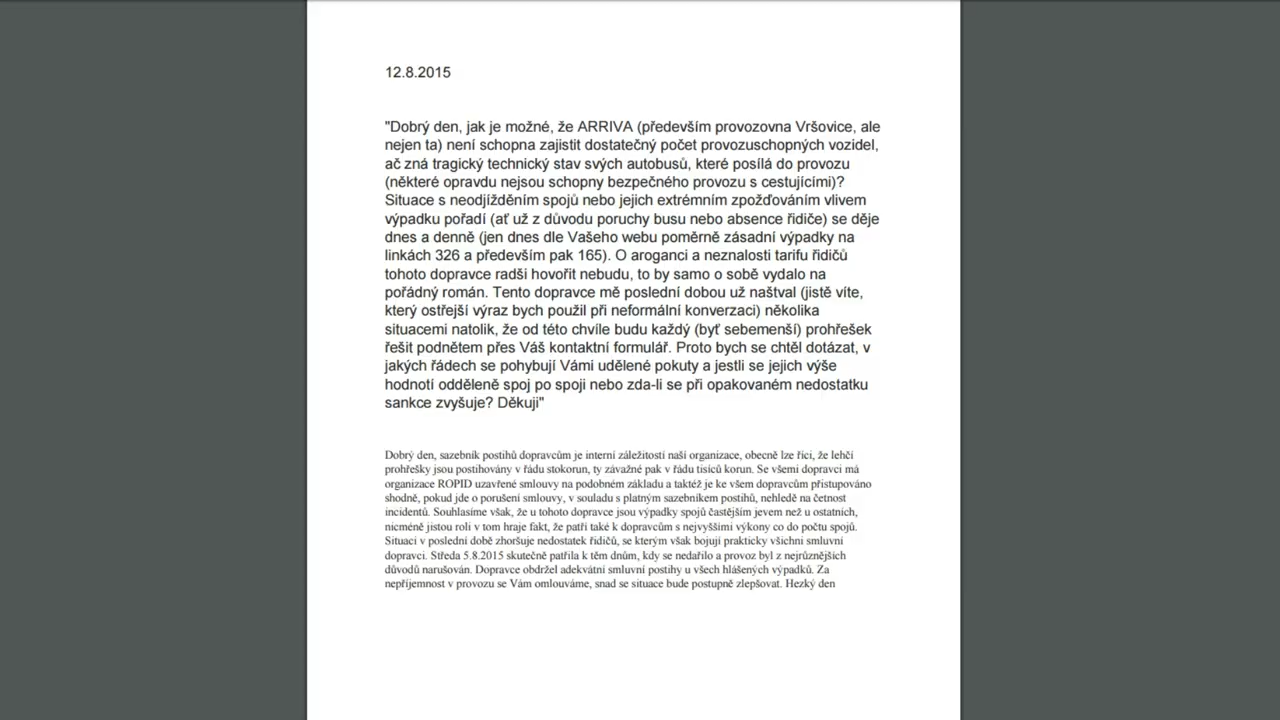 12.8.2015
"Dobrý den, jak je možné, že ARRIVA (především provozovna Vršovice, ale
nejen ta) není schopna zajistit dostatečný počet provozuschopných vozidel,
ač zná tragický technický stav svých autobusů, které posílá do provozu
(některé opravdu nejsou schopny bezpečného provozu s cestujícími)?
Situace s neodjížděním spojů nebo jejich extrémním zpožďováním vlivem
výpadku pořadí (ať už z důvodu poruchy busu nebo absence řidiče) se děje
dnes a denně (jen dnes dle Vašeho webu poměrně zásadní výpadky na
linkách 326 a především pak 165). O aroganci a neznalosti tarifu řidičů
tohoto dopravce radši hovořit nebudu, to by samo o sobě vydalo na
pořádný román. Tento dopravce mě poslední dobou už naštval (jistě víte,
který ostřejší výraz bych použil při neformální konverzaci) několika
situacemi natolik, že od této chvíle budu každý (byť sebemenší) prohřešek
řešit podnětem přes Váš kontaktní formulář. Proto bych se chtěl dotázat, v
jakých řádech se pohybují Vámi udělené pokuty a jestli se jejich výše
hodnotí odděleně spoj po spoji nebo zda-li se při opakovaném nedostatku
sankce zvyšuje? Děkuji"
Dobrý den, sazebník postihů dopravcům je interní záležitostí naší organizace, obecně lze říci, že lehčí
prohřešky jsou postihovány v řádu stokorun, ty závažné pak v řádu tisíců korun. Se všemi dopravci má
organizace ROPID uzavřené smlouvy na podobném základu a taktéž je ke všem dopravcům přistupováno
shodně, pokud jde o porušení smlouvy, v souladu s platným sazebníkem postihů, nehledě na četnost
incidentů. Souhlasíme však, že u tohoto dopravce jsou výpadky spojů častějším jevem než u ostatních,
nicméně jistou roli v tom hraje fakt, že patří také k dopravcům s nejvyššími výkony co do počtu spojů.
Situaci v poslední době zhoršuje nedostatek řidičů, se kterým však bojují prakticky všichni smluvní
dopravci. Středa 5.8.2015 skutečně patřila k těm dnům, kdy se nedařilo a provoz byl z nejrůznějších
důvodů narušován. Dopravce obdržel adekvátní smluvní postihy u všech hlášených výpadků. Za
nepříjemnost v provozu se Vám omlouváme, snad se situace bude postupně zlepšovat. Hezký den